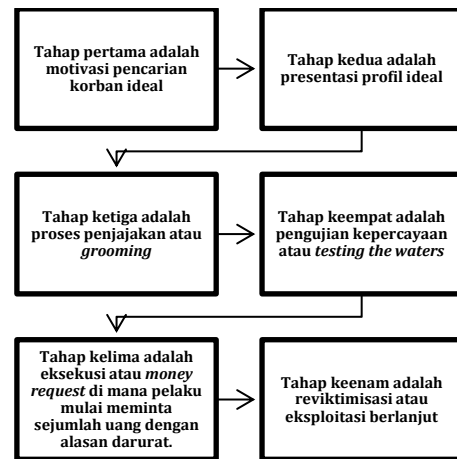 Tahap pertama adalah
motivasi pencarian
korban ideal
Tahap kedua adalah
presentasi profil ideal
Tahap ketiga adalah
proses penjajakan atau
grooming
Tahap keempat adalah
pengujian kepercayaan
atau testing the waters
Tahap kelima adalah
eksekusi atau money
request di mana pelaku
mulai meminta
sejumlah uang dengan
alasan darurat.
Tahap keenam adalah
reviktimisasi atau
eksploitasi berlanjut